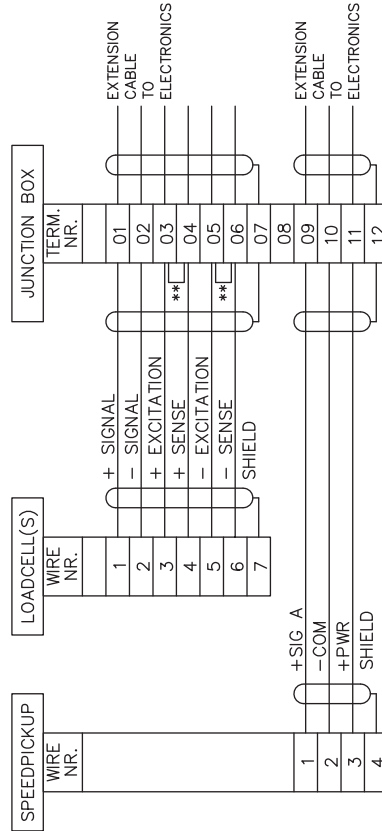 SPEEDPICKUP
WIRE
NR.
1
2
3
4
+SIG A
−COM
+PWR
SHIELD
LOADCELL(S)
WIRE
NR.
1
2
3
4
5
6
7
+ SIGNAL
− SIGNAL
+ EXCITATION
+ SENSE
− EXCITATION
− SENSE
SHIELD
**
**
JUNCTION BOX
TERM.
NR.
01
02
03
04
05
06
07
08
09
10
11
12
EXTENSION
CABLE
TO
ELECTRONICS
EXTENSION
CABLE
TO
ELECTRONICS